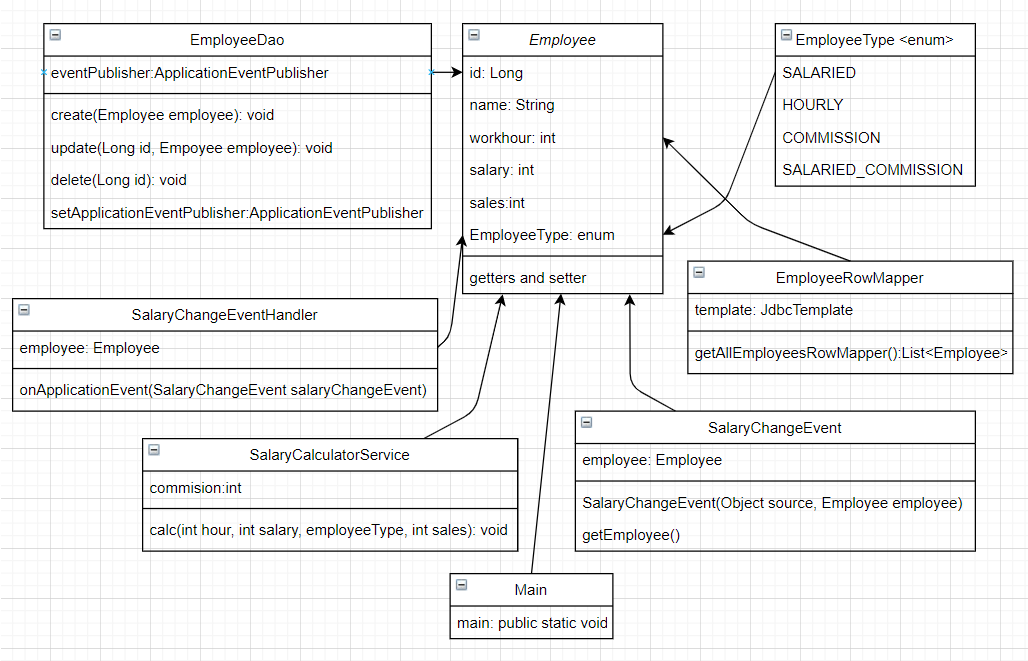 EmployeeDao
eventPublisher:ApplicationEventPublisher
create(Employee employee): void
update(Long id, Empoyee employee): void
delete(Long id): void
setApplicationEventPublisher:ApplicationEventPublisher
Employee
id: Long
name: String
workhour: int
salary: int
sales:int
EmployeeType: enum
getters and setter
EmployeeType <enum>
SALARIED
HOURLY
COMMISSION
SALARIED_COMMISSION
EmployeeRowMapper
template: JdbcTemplate
getAllEmployeesRowMapper():List<Employee>
SalaryChangeEventHandler
employee: Employee
onApplicationEvent(SalaryChangeEvent salaryChangeEvent)
SalaryCalculatorService
commision:int
calc(int hour, int salary, employeeType, int sales): void
SalaryChangeEvent
employee: Employee
SalaryChangeEvent(Object source, Employee employee)
getEmployee()
Main
main: public static void